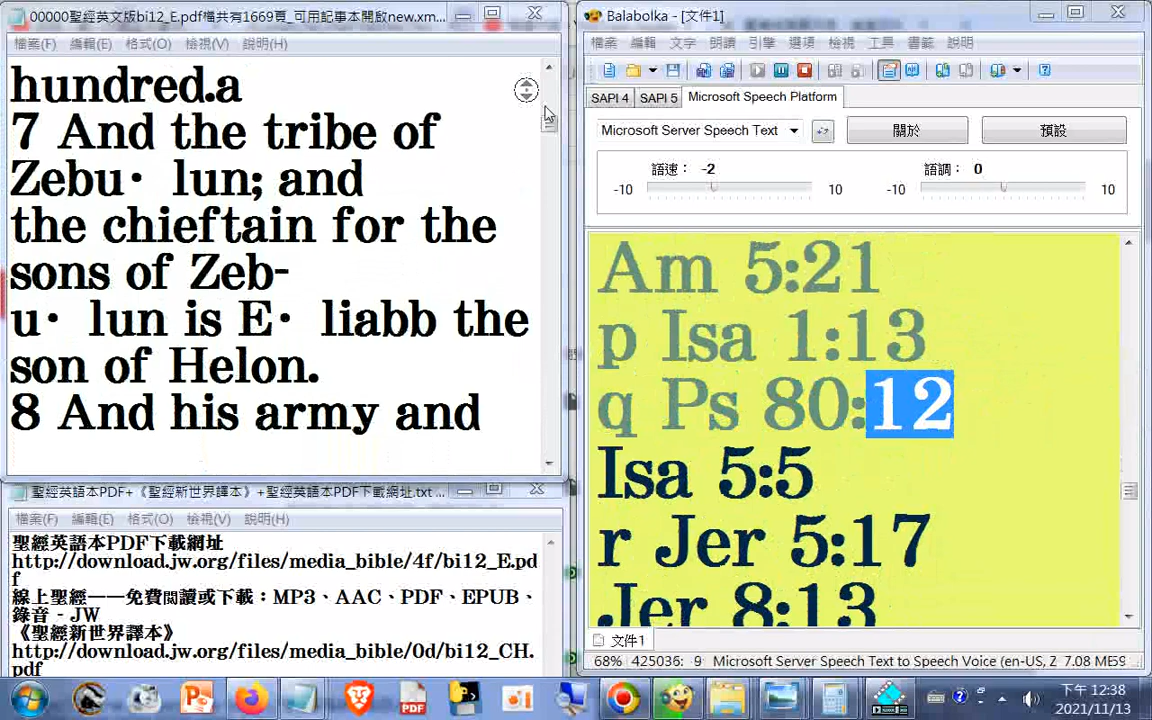 00000聖經英文版bi12_E.pdf檔共有1669頁_可用記事本開啟new.xm...
檔案(F) 編輯(E) 格式(O) 檢視(V) 說明(H)
hundred.a
7 And the tribe of
Zebu· lun; and
the chieftain for the
sons of Zeb-
u· lun is E· liabb the
son of Helon.
8 And his army and
聖經英語本PDF+《聖經新世界譯本》+聖經英語本PDF下載網址.txt ...
檔案(F) 編輯(E) 格式(O) 檢視(V) 說明(H)
聖經英語本PDF下載網址
http://download.jw.org/files/media_bible/4f/bi12_E.pd
f
線上聖經——免費閱讀或下載：MP3、AAC、PDF、EPUB、
錄音 - JW
《聖經新世界譯本》
http://download.jw.org/files/media_bible/0d/bi12_CH.
pdf
Balabolka - [文件1]
檔案 編輯 文字 朗讀 引擎 選項 檢視 工具 書籤 說明
SAPI 4 SAPI 5 Microsoft Speech Platform
Microsoft Server Speech Text 關於 預設
語速： -2 語調： 0
-10 10 -10 10
Am 5:21
p Isa 1:13
q Ps 80:12
Isa 5:5
r Jer 5:17
Jer 8:13
文件1
68% 425036: 9 Microsoft Server Speech Text to Speech Voice (en-US, Z 7.08 ME59
PDF
下午 12:38
2021/11/13